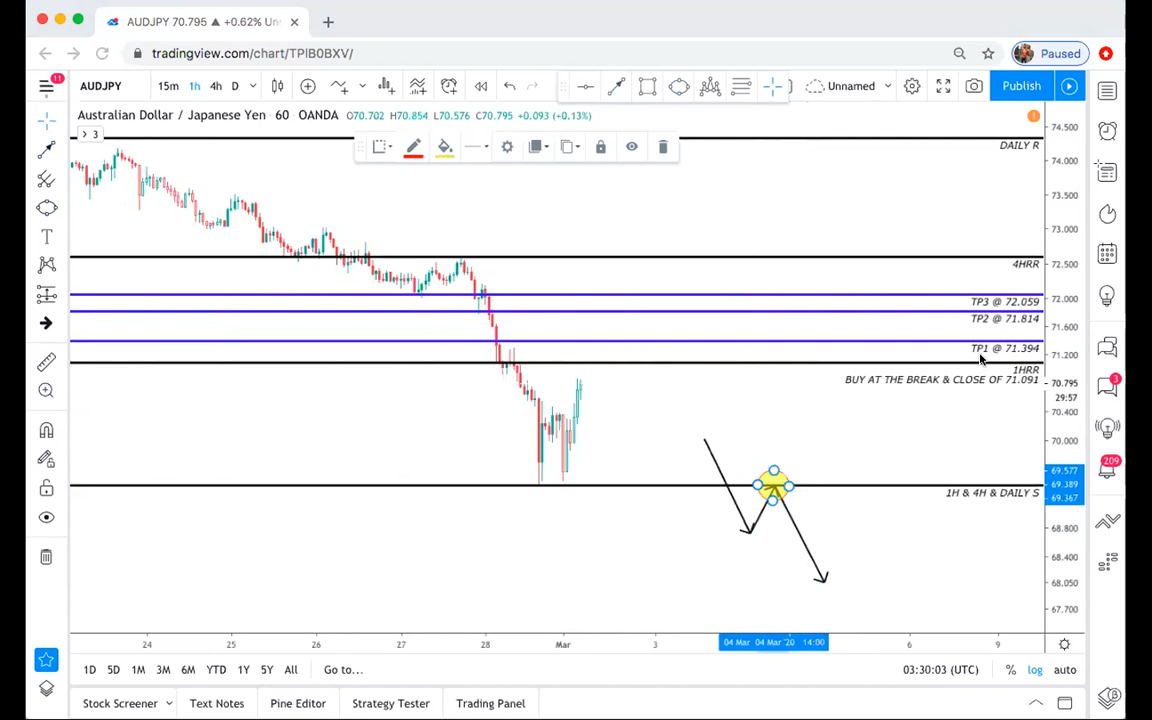 AUDJPY 70.795 ▲ +0.62% Un
tradingview.com/chart/TPIB0BXV/
Paused
11
AUDJPY 15m 1h 4h D Unnamed Publish
Australian Dollar / Japanese Yen · 60 OANDA O70.702 H70.854 L70.576 C70.795 +0.093 (+0.13%)
3
74.500
DAILY R
74.000
73.500
73.000
4HRR
72.500
TP3 @ 72.059
72.000
TP2 @ 71.814
71.600
TP1 @ 71.394
71.200
1HRR
BUY AT THE BREAK & CLOSE OF 71.091
70.795
29:57
70.400
70.000
69.577
69.389
69.367
1H & 4H & DAILY S
68.800
68.400
68.050
67.700
3
209
24 25 26 27 28 Mar 3 04 Mar 04 Mar '20 14:00 6 9
1D 5D 1M 3M 6M YTD 1Y 5Y All Go to... 03:30:03 (UTC) % log auto
Stock Screener Text Notes Pine Editor Strategy Tester Trading Panel